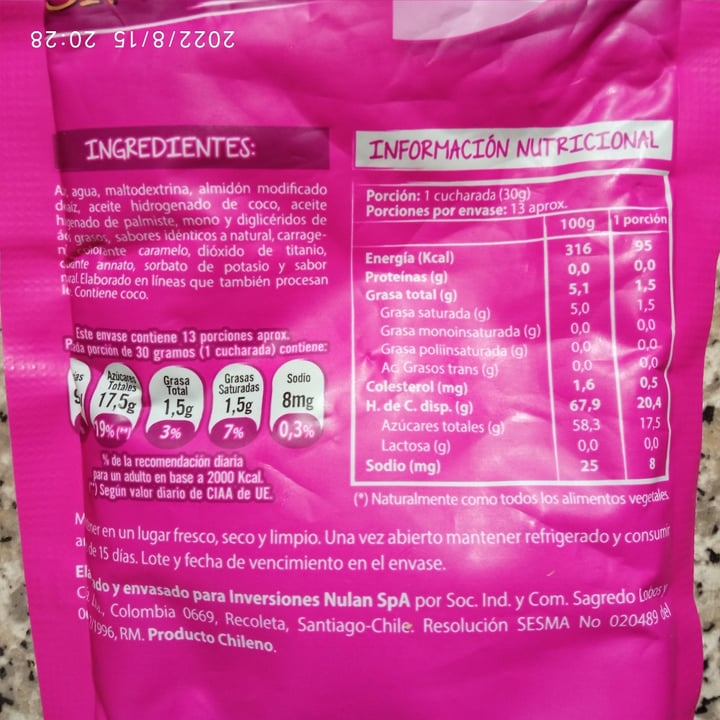 2022/8/15 20:28
INGREDIENTES:
agua, maltodextrina, almidón modificado
aceite hidrogenado de coco, aceite
de palmiste, mono y diglicéridos de
grasos, sabores idénticos a natural, carrage-
caramelo, dióxido de titanio,
annato, sorbato de potasio y sabor
Elaborado en líneas que también procesan
Contiene coco.
Este envase contiene 13 porciones aprox.
porción de 30 gramos (1 cucharada) contiene:
Azúcares Totales 17,5g 19% (**)
Grasa Total 1,5g 3%
Grasas Saturadas 1,5g 7%
Sodio 8mg 0,3%
% de la recomendación diaria
para un adulto en base a 2000 Kcal.
(**) Según valor diario de CIAA de UE.
INFORMACIÓN NUTRICIONAL
Porción: 1 cucharada (30g)
Porciones por envase: 13 aprox.
100g 1 porción
Energía (Kcal) 316 95
Proteínas (g) 0,0 0,0
Grasa total (g) 5,1 1,5
Grasa saturada (g) 5,0 1,5
Grasa monoinsaturada (g) 0,0 0,0
Grasa poliinsaturada (g) 0,0 0,0
Ac. Grasos trans (g) 0,0 0,0
Colesterol (mg) 1,6 0,5
H. de C. disp. (g) 67,9 20,4
Azúcares totales (g) 58,3 17,5
Lactosa (g) 0,0 0,0
Sodio (mg) 25 8
(*) Naturalmente como todos los alimentos vegetales.
en un lugar fresco, seco y limpio. Una vez abierto mantener refrigerado y consumir
de 15 días. Lote y fecha de vencimiento en el envase.
y envasado para Inversiones Nulan SpA por Soc. Ind. y Com. Sagredo Lobos y
Colombia 0669, Recoleta, Santiago-Chile. Resolución SESMA No 020489 del
/1996, RM. Producto Chileno.